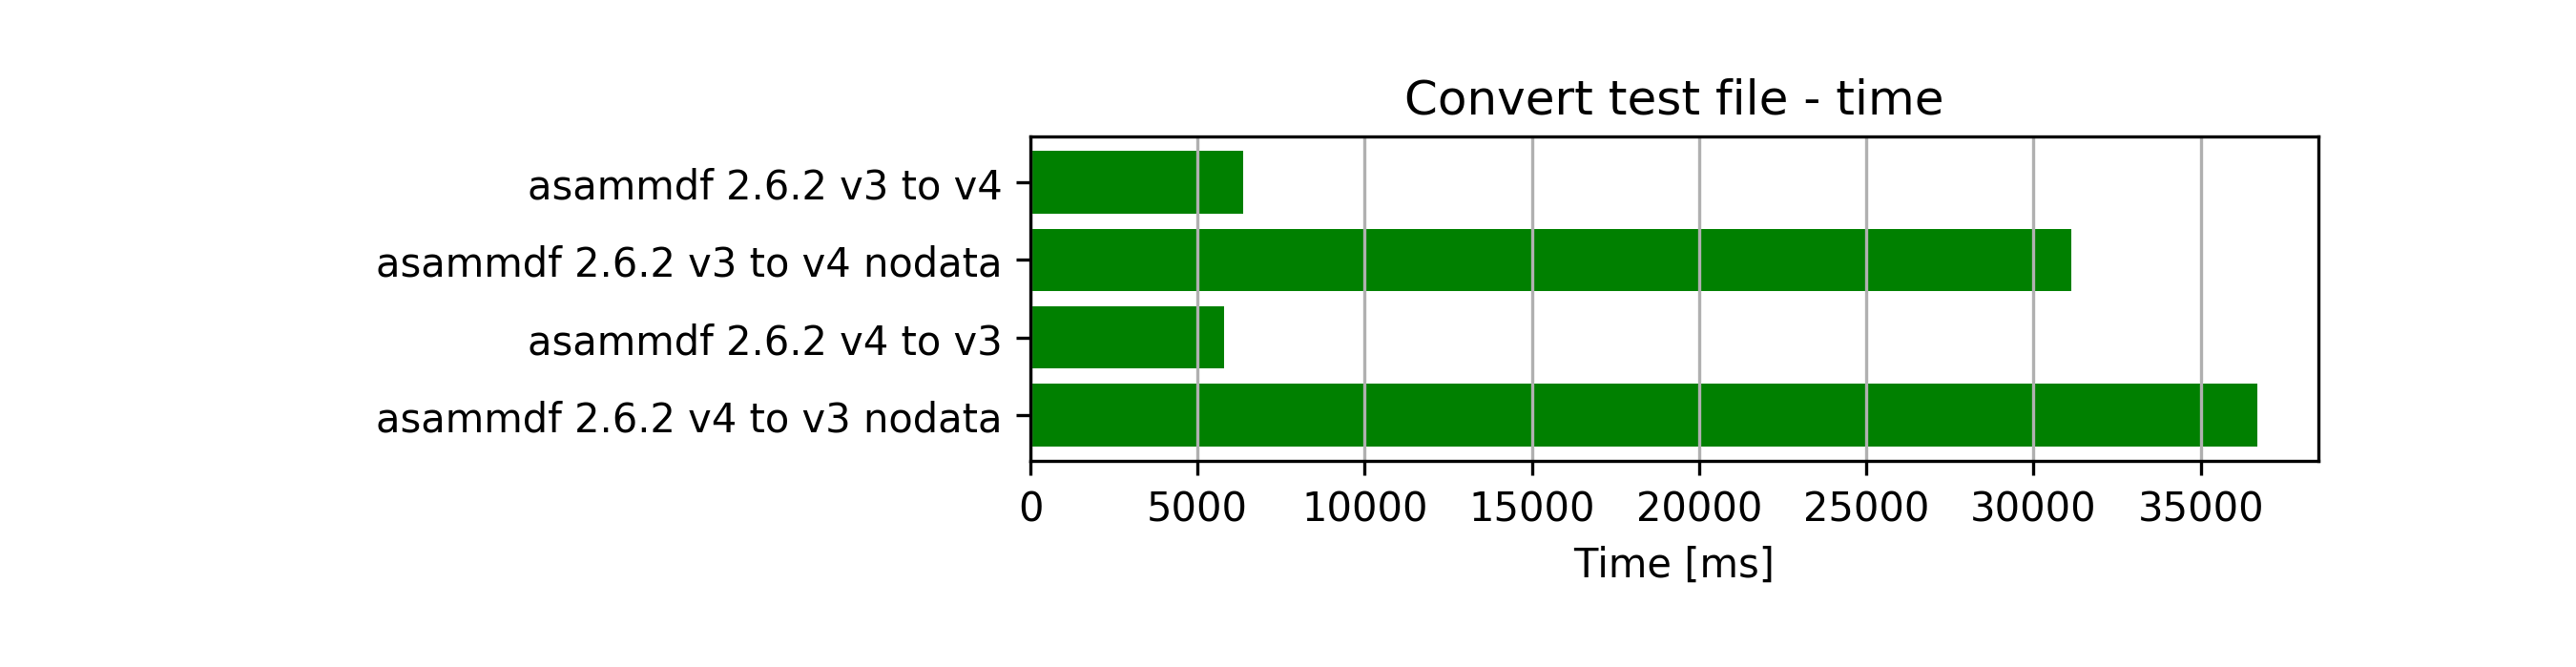 Convert test file - time
asammdf 2.6.2 v3 to v4
asammdf 2.6.2 v3 to v4 nodata
asammdf 2.6.2 v4 to v3
asammdf 2.6.2 v4 to v3 nodata
0 5000 10000 15000 20000 25000 30000 35000
Time [ms]